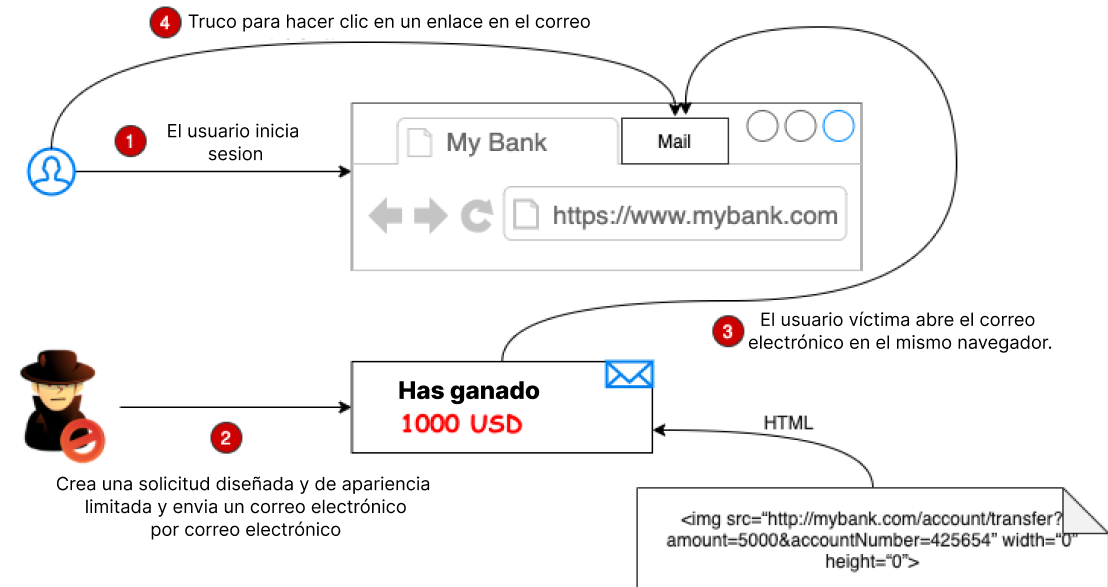 4 Truco para hacer clic en un enlace en el correo
1 El usuario inicia
sesion
My Bank
Mail
https://www.mybank.com
3 El usuario víctima abre el correo
electrónico en el mismo navegador.
Has ganado
1000 USD
2
Crea una solicitud diseñada y de apariencia
limitada y envia un correo electrónico
por correo electrónico
HTML
<img src=“http://mybank.com/account/transfer?
amount=5000&accountNumber=425654” width=“0”
height=“0”>